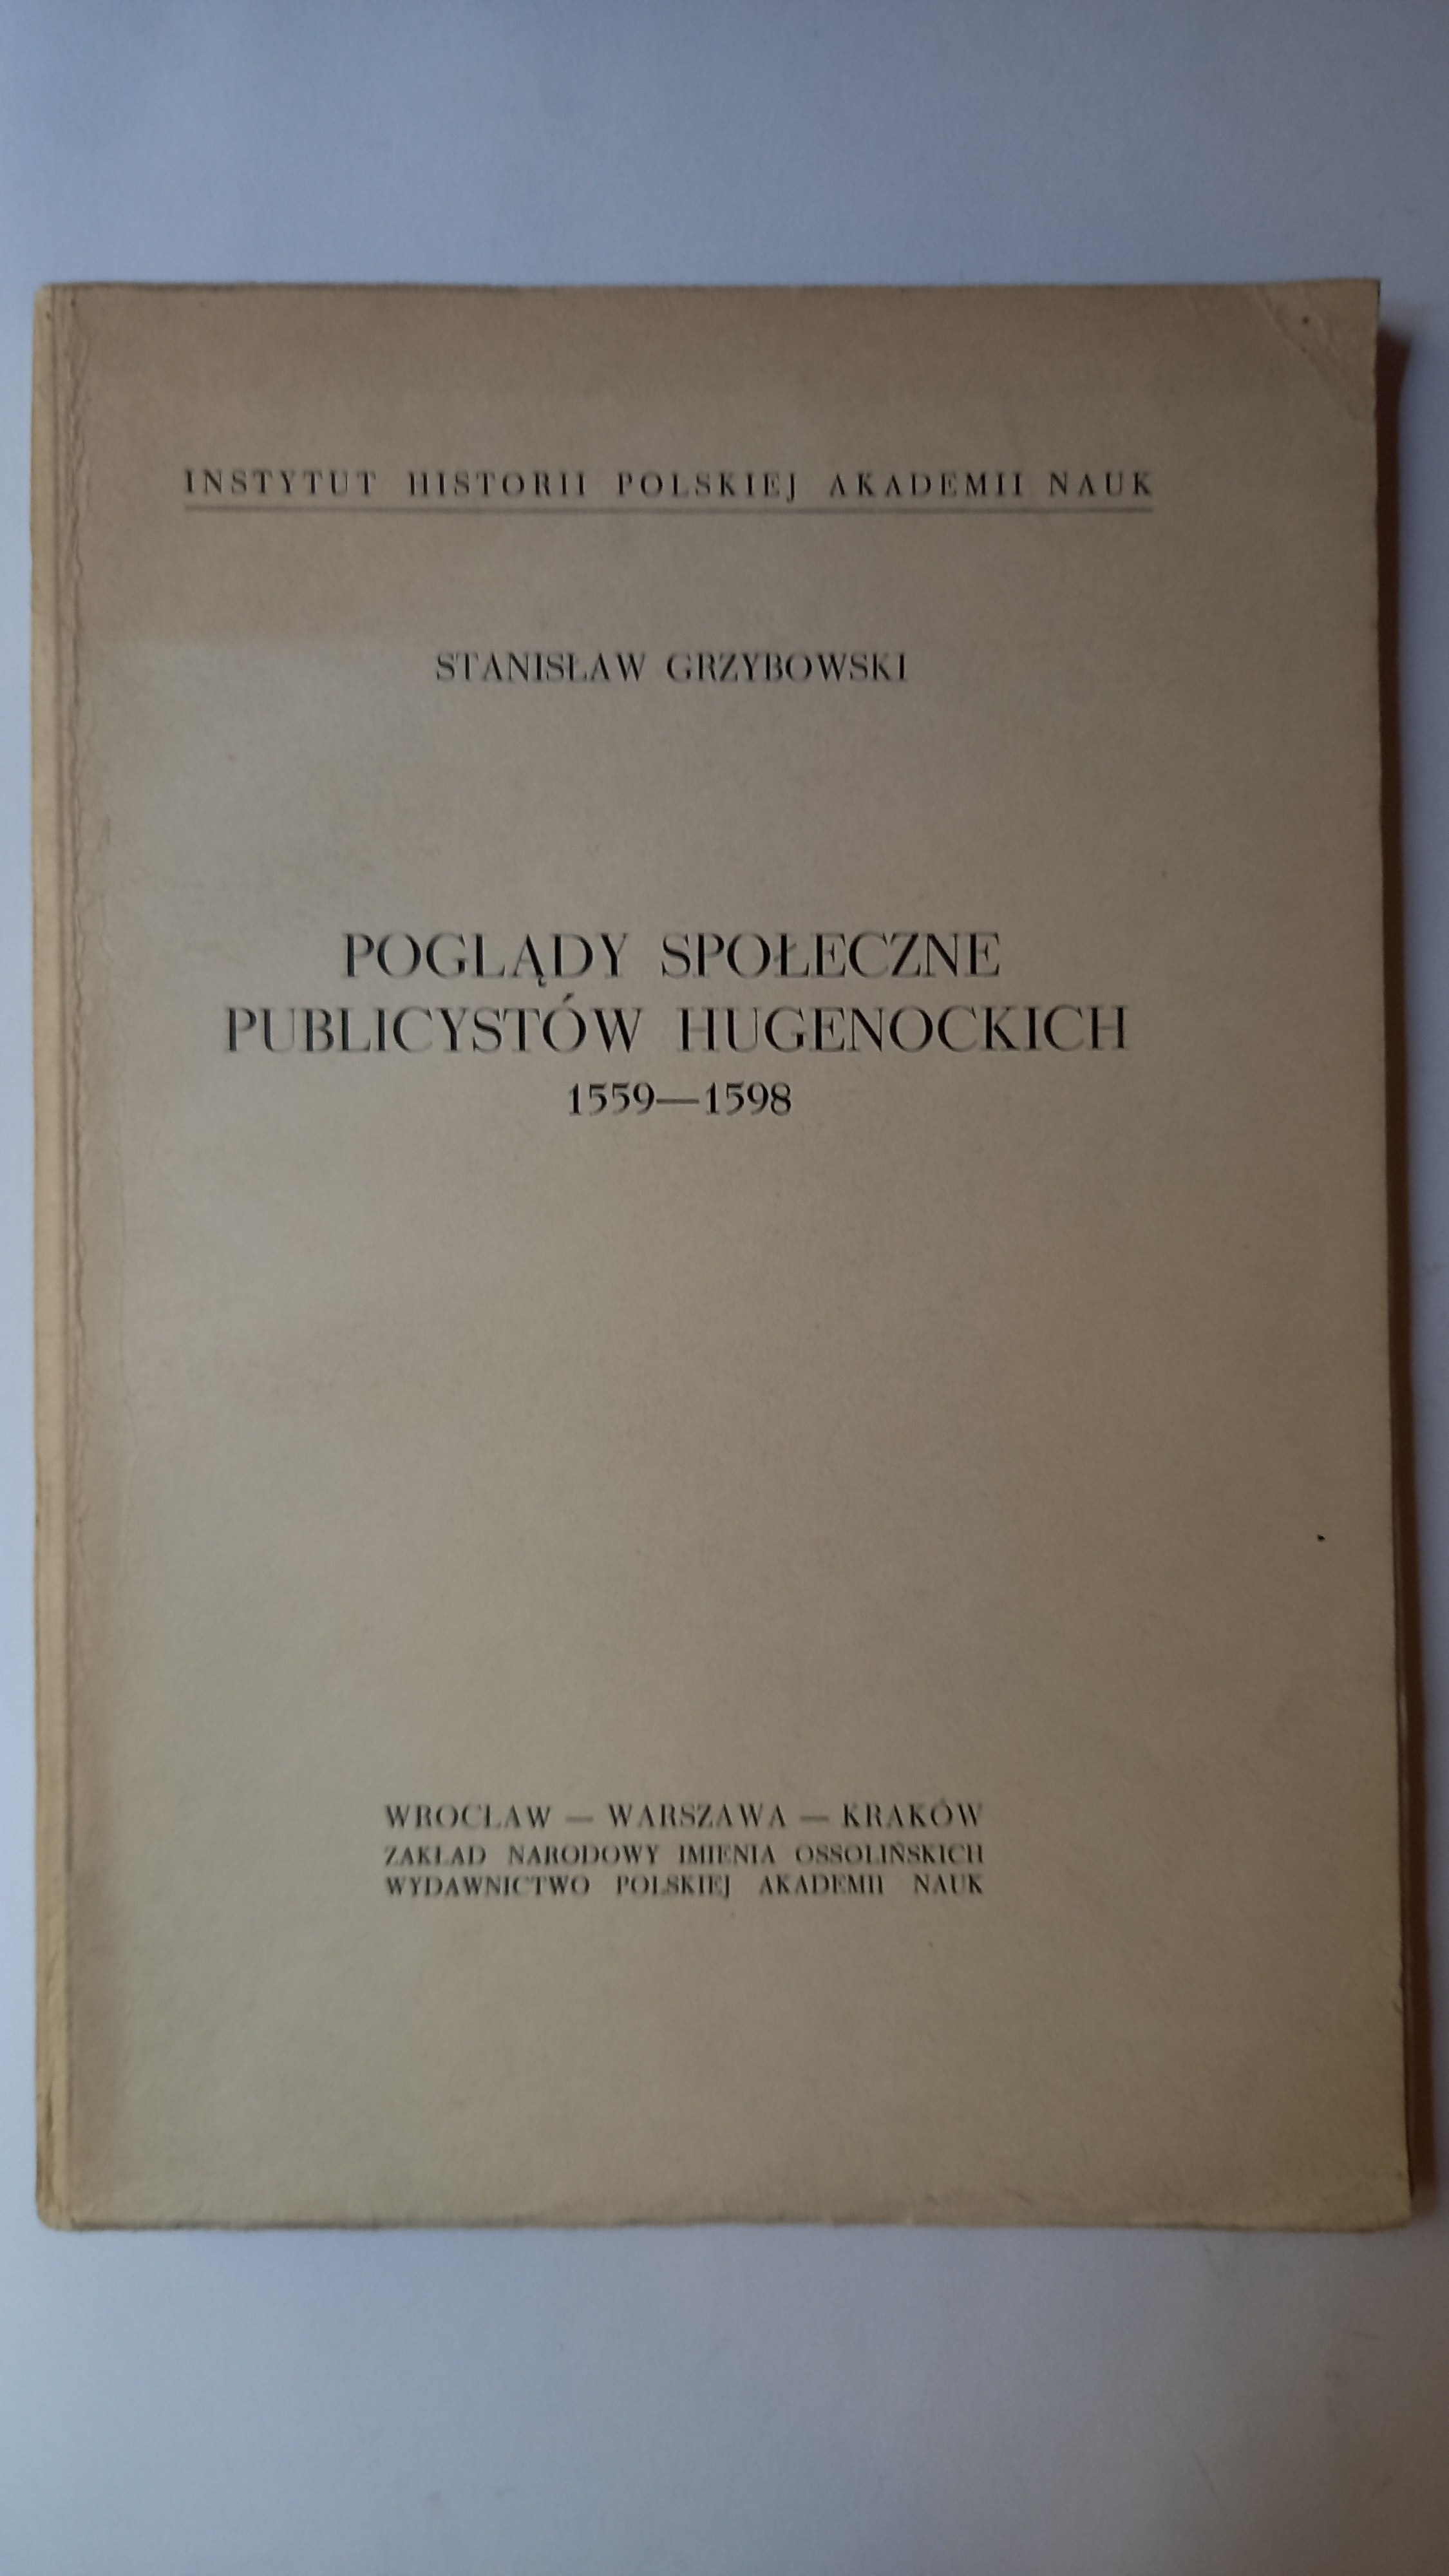 INSTYTUT HISTORII POLSKIEJ AKADEMII NAUK
STANISŁAW GRZYBOWSKI
POGLĄDY SPOŁECZNE
PUBLICYSTÓW HUGENOCKICH
1559—1598
WROCŁAW — WARSZAWA — KRAKÓW
ZAKŁAD NARODOWY IMIENIA OSSOLIŃSKICH
WYDAWNICTWO POLSKIEJ AKADEMII NAUK